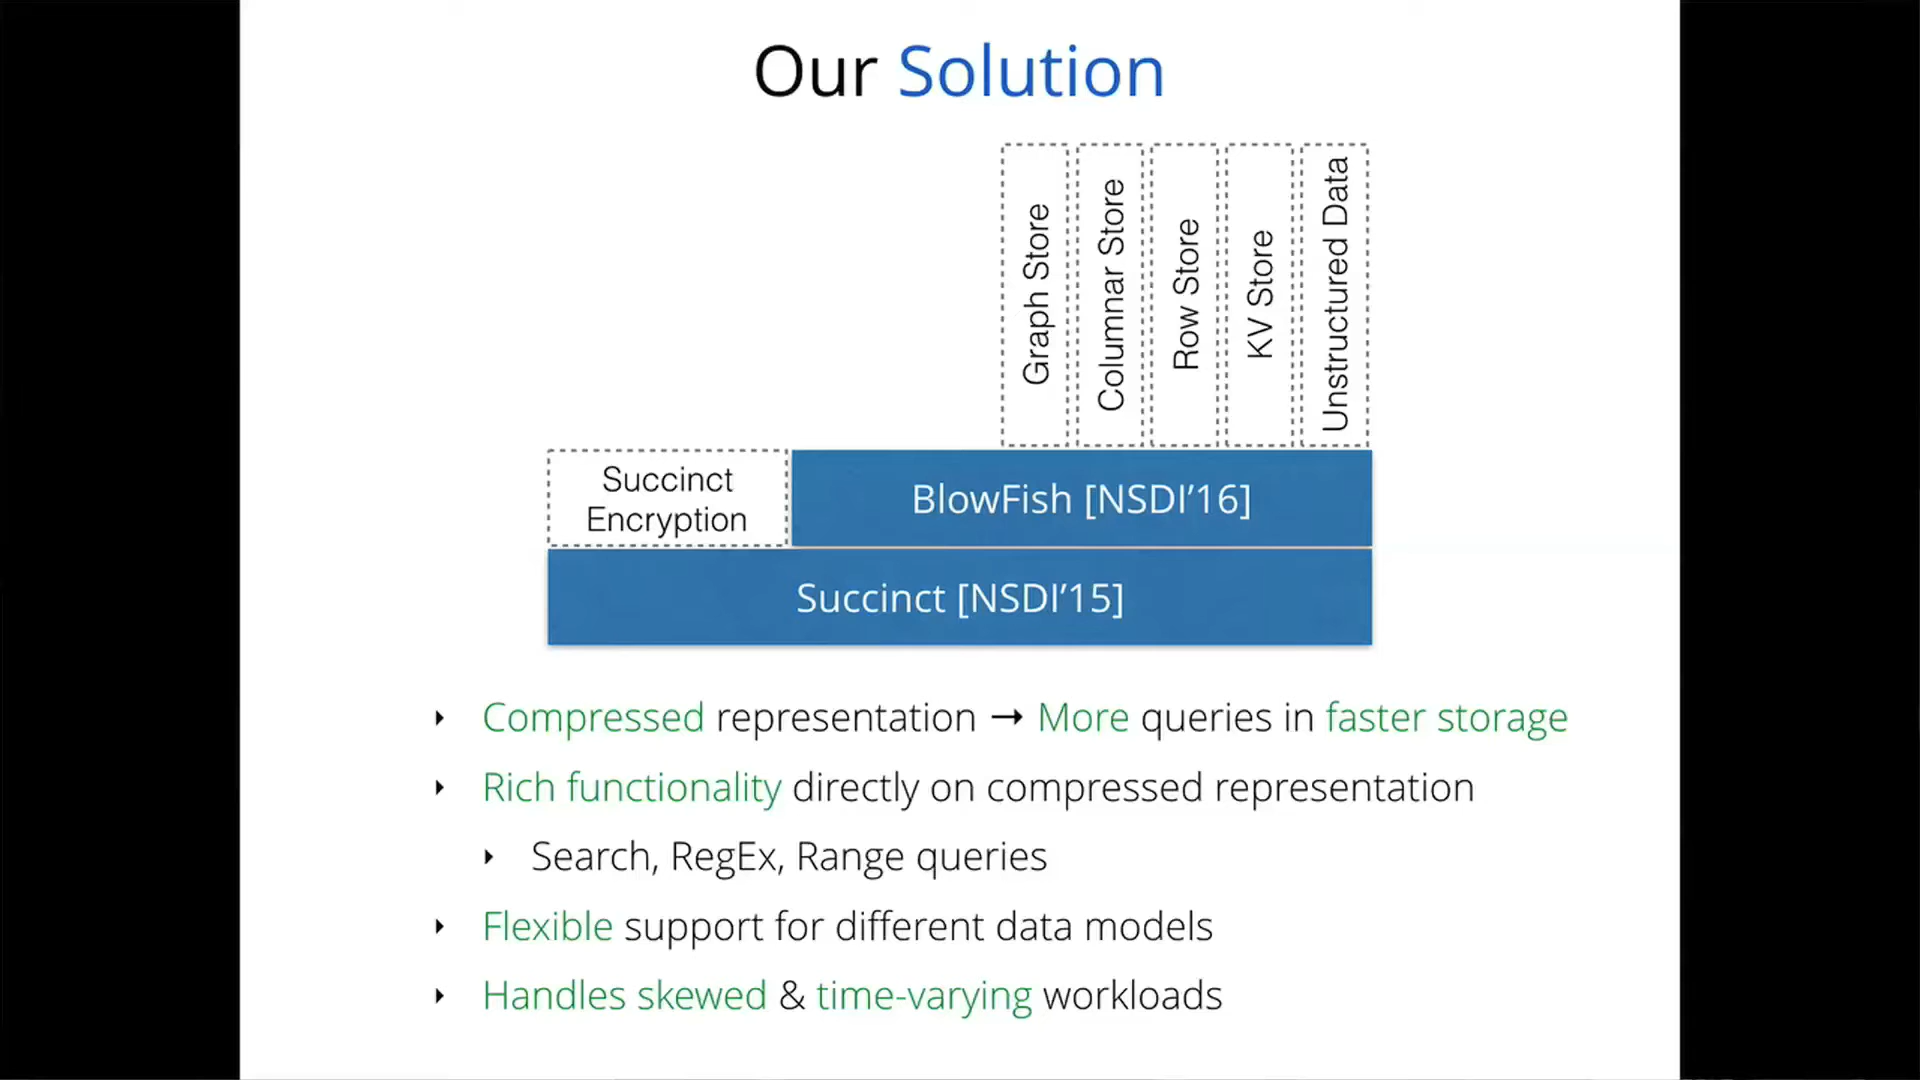 Our Solution
Graph Store
Columnar Store
Row Store
KV Store
Unstructured Data
Succinct
Encryption
BlowFish [NSDI’16]
Succinct [NSDI’15]
Compressed representation → More queries in faster storage
Rich functionality directly on compressed representation
Search, RegEx, Range queries
Flexible support for different data models
Handles skewed & time-varying workloads